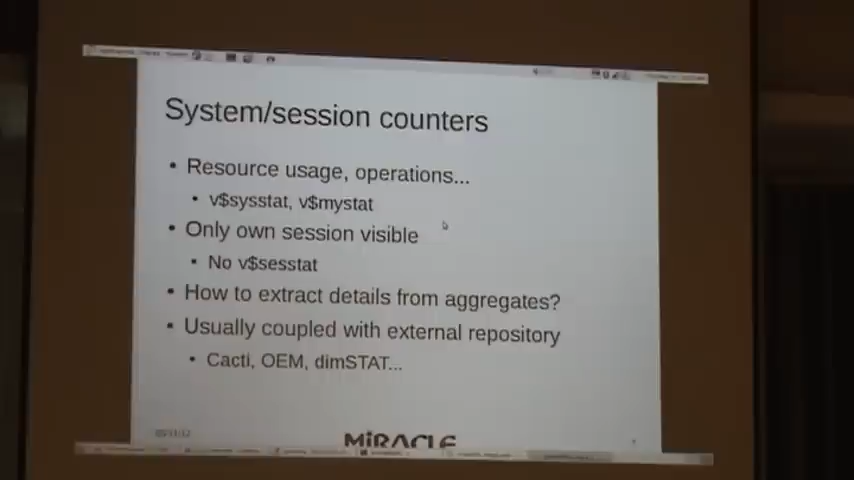 System/session counters
• Resource usage, operations...
• v$sysstat, v$mystat
• Only own session visible
• No v$sesstat
• How to extract details from aggregates?
• Usually coupled with external repository
• Cacti, OEM, dimSTAT...
MiRACLE